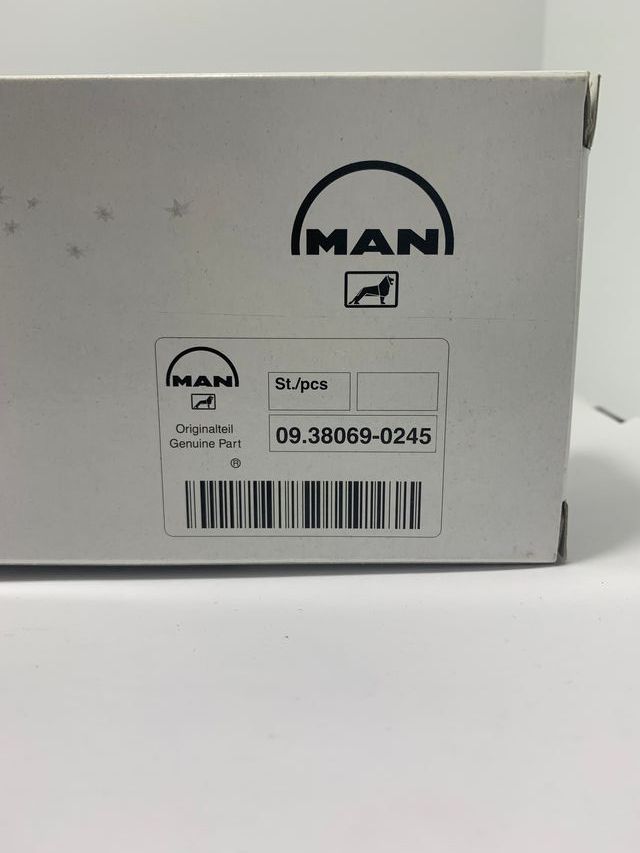 MAN
MAN
St./pcs
Originalteil
Genuine Part
09.38069-0245
®